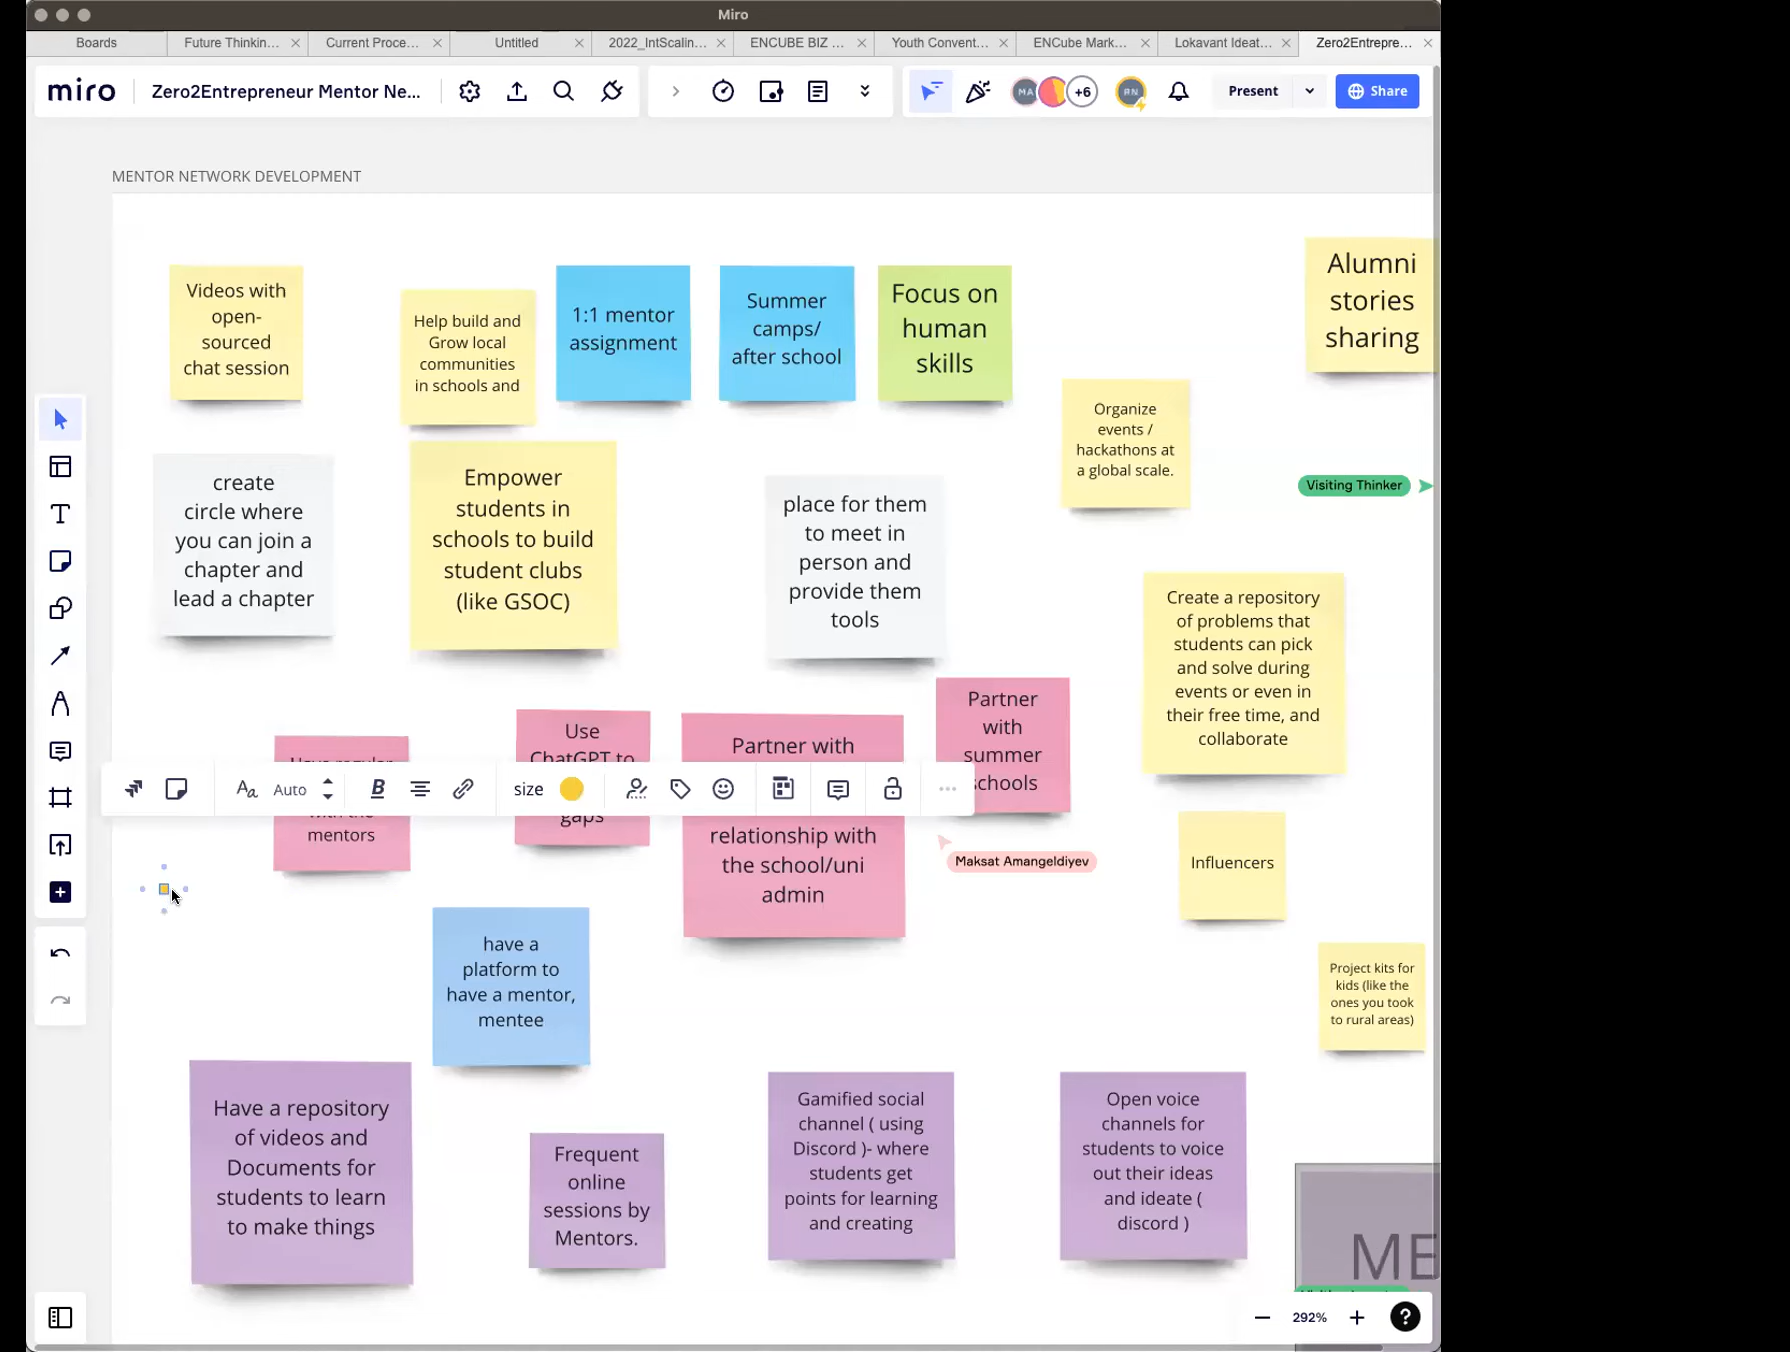 Miro
Boards
Future Thinkin...
Current Proce...
Untitled
2022_IntScalin...
ENCUBE BIZ ...
Youth Convent...
ENCube Mark...
Lokavant Ideat...
Zero2Entrepre...
miro
Zero2Entrepreneur Mentor Ne...
MA
+6
RN
Present
Share
MENTOR NETWORK DEVELOPMENT
Videos with
open-
sourced
chat session
Help build and
Grow local
communities
in schools and
1:1 mentor
assignment
Summer
camps/
after school
Focus on
human
skills
Alumni
stories
sharing
Organize
events /
hackathons at
a global scale.
Visiting Thinker
create
circle where
you can join a
chapter and
lead a chapter
Empower
students in
schools to build
student clubs
(like GSOC)
place for them
to meet in
person and
provide them
tools
Create a repository
of problems that
students can pick
and solve during
events or even in
their free time, and
collaborate
Have regular
with the
mentors
Use
ChatGPT to
gaps
Partner with
relationship with
the school/uni
admin
Partner
with
summer
schools
Auto
B
size
Maksat Amangeldiyev
Influencers
have a
platform to
have a mentor,
mentee
Project kits for
kids (like the
ones you took
to rural areas)
Have a repository
of videos and
Documents for
students to learn
to make things
Frequent
online
sessions by
Mentors.
Gamified social
channel ( using
Discord )- where
students get
points for learning
and creating
Open voice
channels for
students to voice
out their ideas
and ideate (
discord )
ME
292%